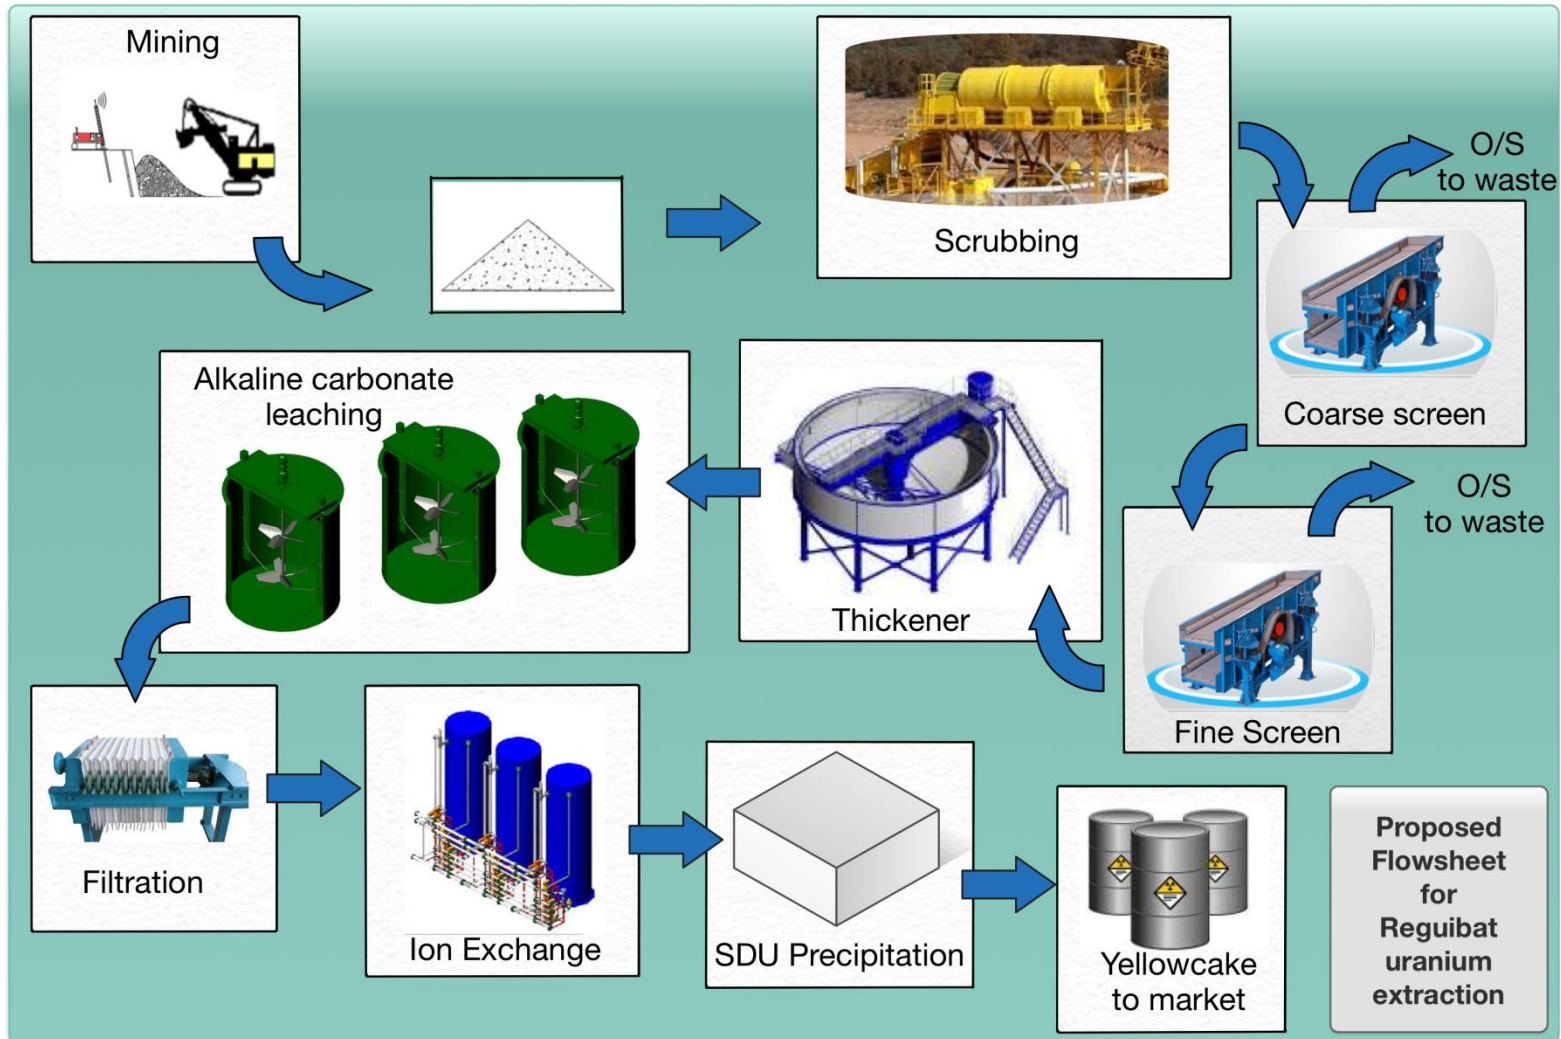 Mining
Scrubbing
O/S
to waste
Coarse screen
O/S
to waste
Fine Screen
Thickener
Alkaline carbonate
leaching
Filtration
Ion Exchange
SDU Precipitation
Yellowcake
to market
Proposed
Flowsheet
for
Reguibat
uranium
extraction